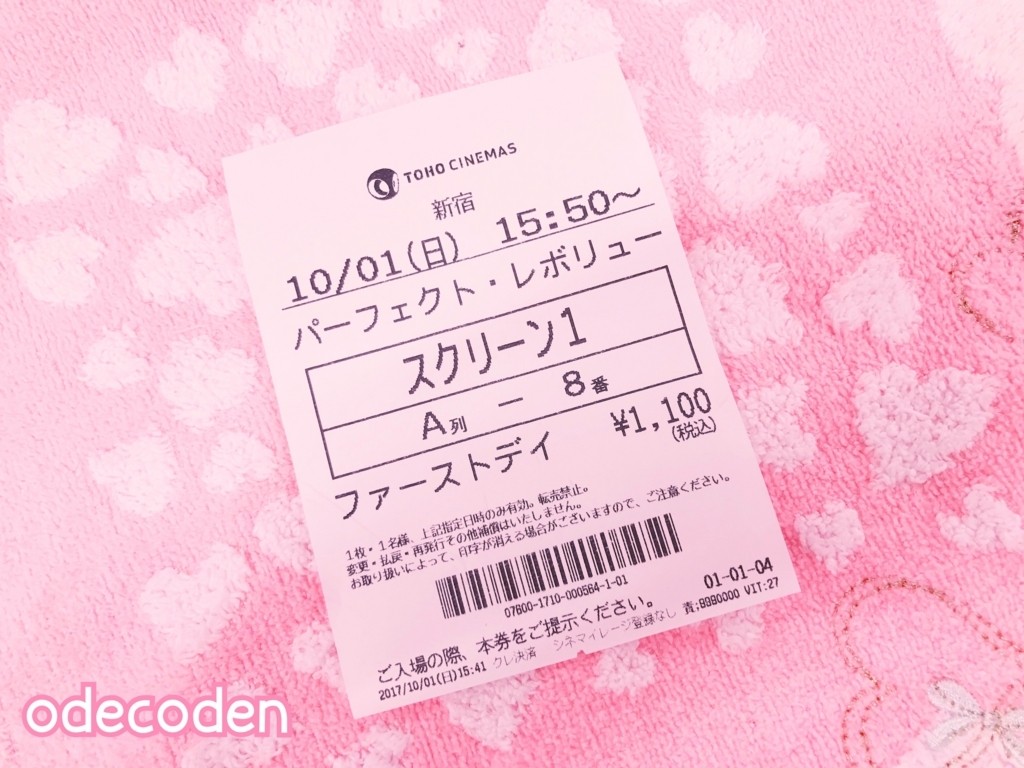 TOHO CINEMAS
新宿
10/01(日) 15:50～
パーフェクト・レボリュー
スクリーン1
A列 － 8番
ファーストデイ ¥1,100
(税込)
1枚・1名様、上記指定日時のみ有効。転売禁止。
変更・払戻・再発行その他補償はいたしません。
お取り扱いによって、印字が消える場合がございますので、ご注意ください。
07600-1710-000564-1-01
01-01-04
ご入場の際、本券をご提示ください。
2017/10/01(日)15:41 クレ決済 シネマイレージ登録なし 青;9990000 VIT:27
odecoden